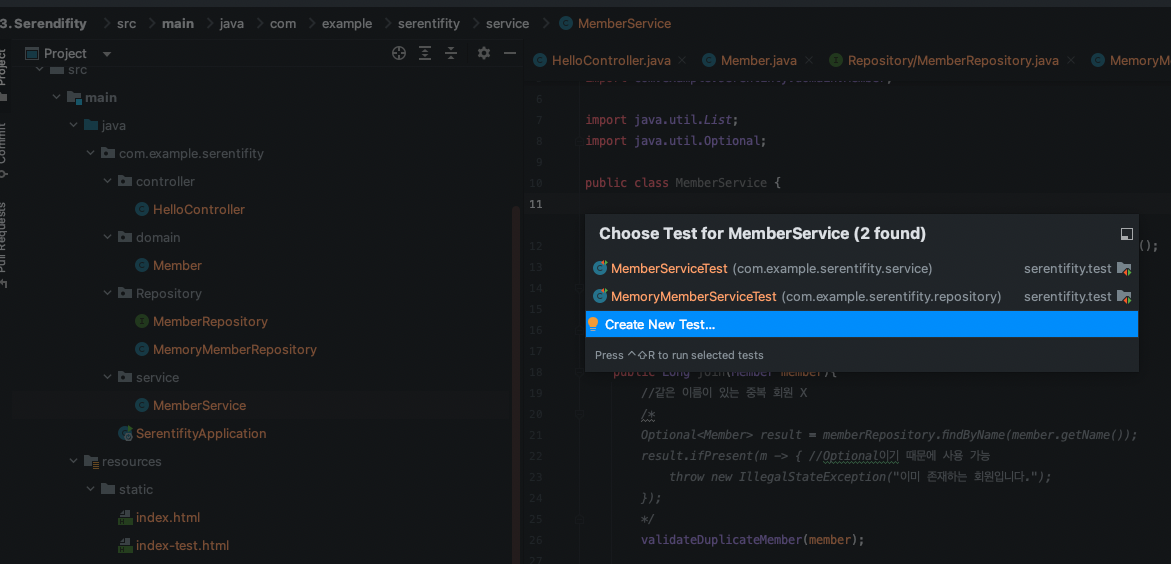 3. Serendifity src main java com example serentifity service MemberService
Project
HelloController.java Member.java Repository/MemberRepository.java
src
main
java
com.example.serentifity
controller
HelloController
domain
Member
Repository
MemberRepository
MemoryMemberRepository
service
MemberService
SerentifityApplication
resources
static
index.html
index-test.html
Project
Commit
Pull Requests
6
7 import java.util.List;
8 import java.util.Optional;
9
10 public class MemberService {
11
Choose Test for MemberService (2 found)
12 ();
13
MemberServiceTest (com.example.serentifity.service) serentifity.test
14
MemoryMemberServiceTest (com.example.serentifity.repository) serentifity.test
15
Create New Test...
16
17
Press ^⇧R to run selected tests
18 public Long join(Member member){
19 //같은 이름이 있는 중복 회원 X
20 /*
21 Optional<Member> result = memberRepository.findByName(member.getName());
22 result.ifPresent(m -> { //Optional이기 때문에 사용 가능
23 throw new IllegalStateException("이미 존재하는 회원입니다.");
24 });
25 */
26 validateDuplicateMember(member);
27